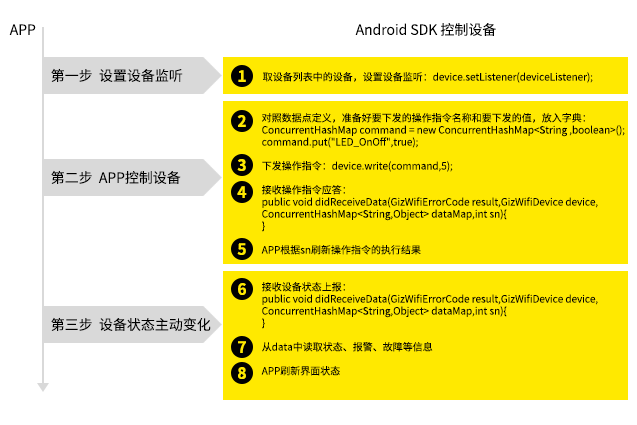 APP
Android SDK 控制设备
第一步 设置设备监听
1 取设备列表中的设备，设置设备监听：device.setListener(deviceListener);
第二步 APP控制设备
2 对照数据点定义，准备好要下发的操作指令名称和要下发的值，放入字典：
ConcurrentHashMap command = new ConcurrentHashMap<String ,boolean>();
command.put("LED_OnOff",true);
3 下发操作指令：device.write(command,5);
4 接收操作指令应答：
public void didReceiveData(GizWifiErrorCode result,GizWifiDevice device,
ConcurrentHashMap<String,Object> dataMap,int sn){
}
5 APP根据sn刷新操作指令的执行结果
第三步 设备状态主动变化
6 接收设备状态上报：
public void didReceiveData(GizWifiErrorCode result,GizWifiDevice device,
ConcurrentHashMap<String,Object> dataMap,int sn){
}
7 从data中读取状态、报警、故障等信息
8 APP刷新界面状态